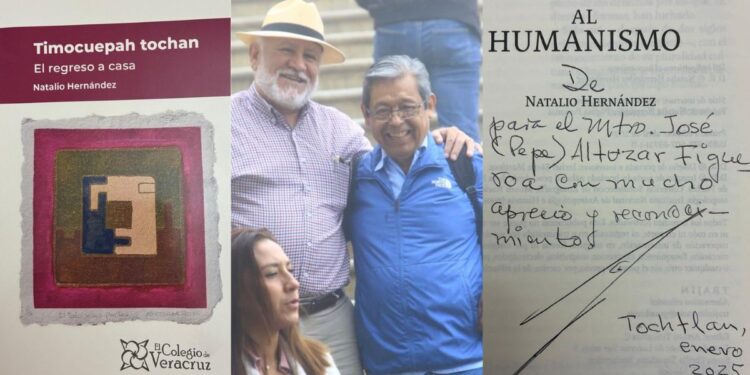 Timocuepah tochan
El regreso a casa
Natalio Hernández
El Colegio de
Veracruz
AL
HUMANISMO
De
NATALIO HERNÁNDEZ
para el Mtro. José
(Pepe) Altuzar Figue
roa con mucho
aprecio y reconoci-
mientos
Tochtlan,
enero
2025